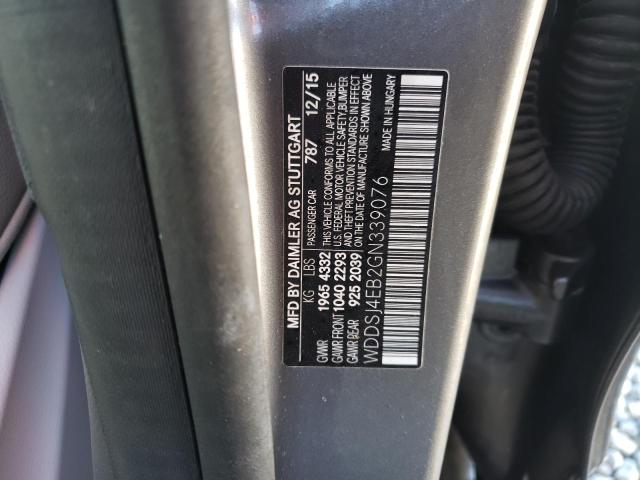 MFD BY DAIMLER AG STUTTGART
KG LBS PASSENGER CAR 787 12/15
GVWR 1965 4332 THIS VEHICLE CONFORMS TO ALL APPLICABLE
GAWR FRONT 1040 2293 U.S. FEDERAL MOTOR VEHICLE SAFETY, BUMPER
GAWR REAR 925 2039 AND THEFT PREVENTION STANDARDS IN EFFECT
ON THE DATE OF MANUFACTURE SHOWN ABOVE
WDDSJ4EB2GN339076 MADE IN HUNGARY